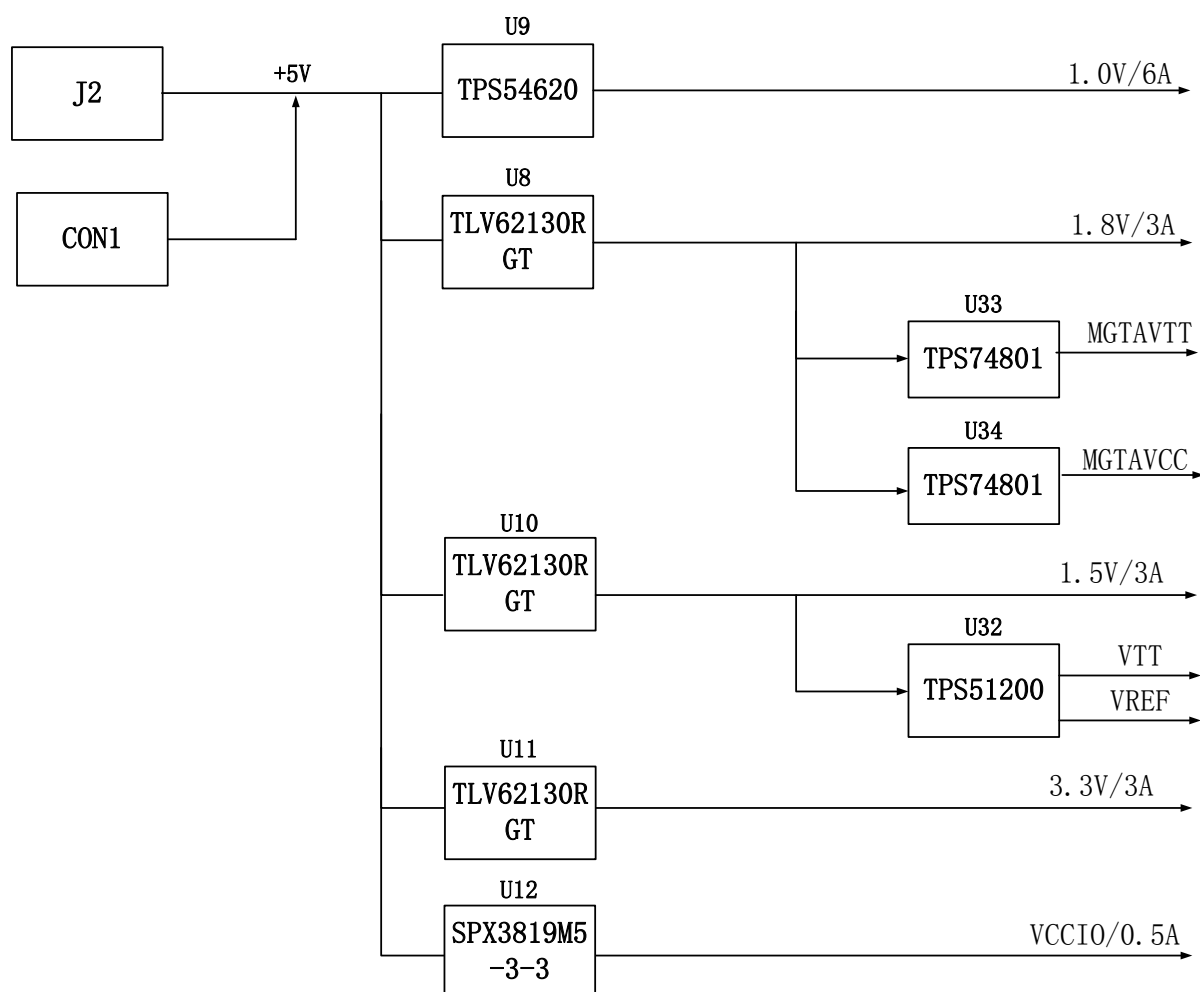 U9
J2
+5V
TPS54620
1.0V/6A
U8
CON1
TLV62130R
GT
1.8V/3A
U33
TPS74801
MGTAVTT
U34
TPS74801
MGTAVCC
U10
TLV62130R
GT
1.5V/3A
U32
TPS51200
VTT
VREF
U11
TLV62130R
GT
3.3V/3A
U12
SPX3819M5
-3-3
VCCIO/0.5A